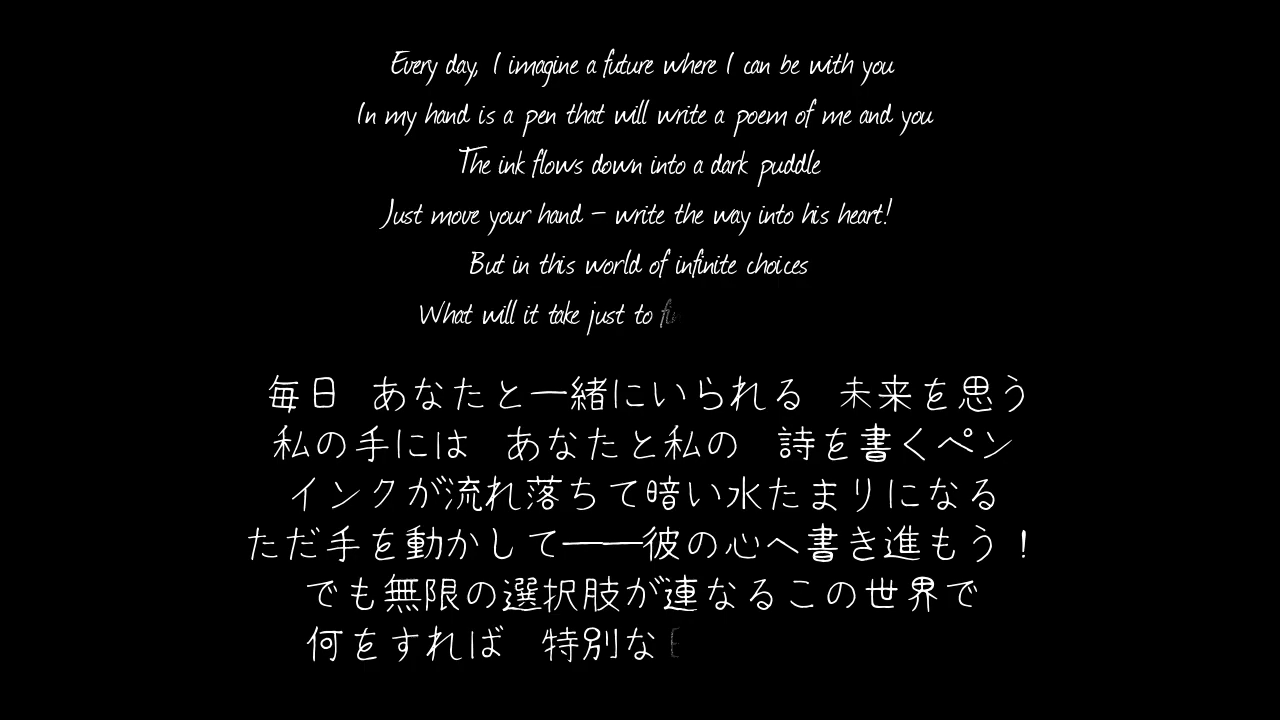 Every day, I imagine a future where I can be with you
In my hand is a pen that will write a poem of me and you
The ink flows down into a dark puddle
Just move your hand – write the way into his heart!
But in this world of infinite choices
What will it take just to
毎日　あなたと一緒にいられる　未来を思う
私の手には　あなたと私の　詩を書くペン
インクが流れ落ちて暗い水たまりになる
ただ手を動かして――彼の心へ書き進もう！
でも無限の選択肢が連なるこの世界で
何をすれば　特別な